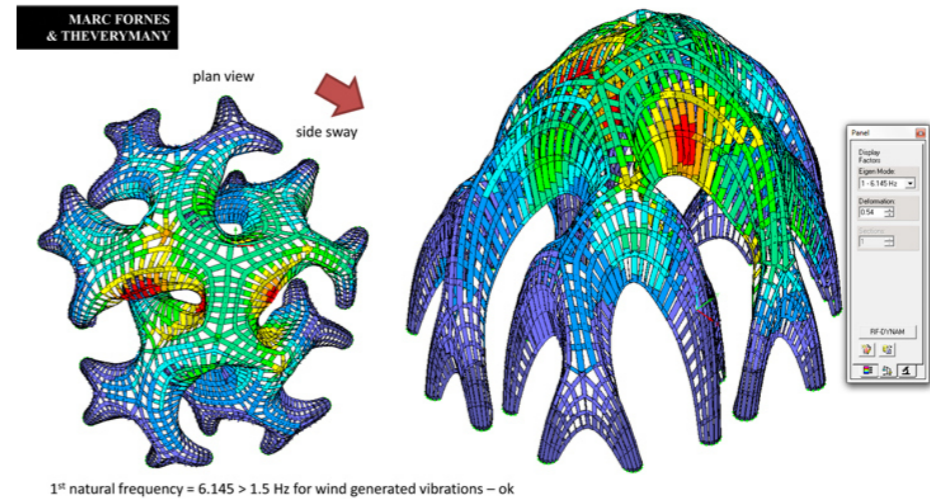 MARC FORNES
& THEVERYMANY
plan view
side sway
Panel
Display
Factors
Eigen Mode:
1 - 6.145 Hz
Deformation:
0.54
Sections:
1
RF-DYNAM
1st natural frequency = 6.145 > 1.5 Hz for wind generated vibrations – ok